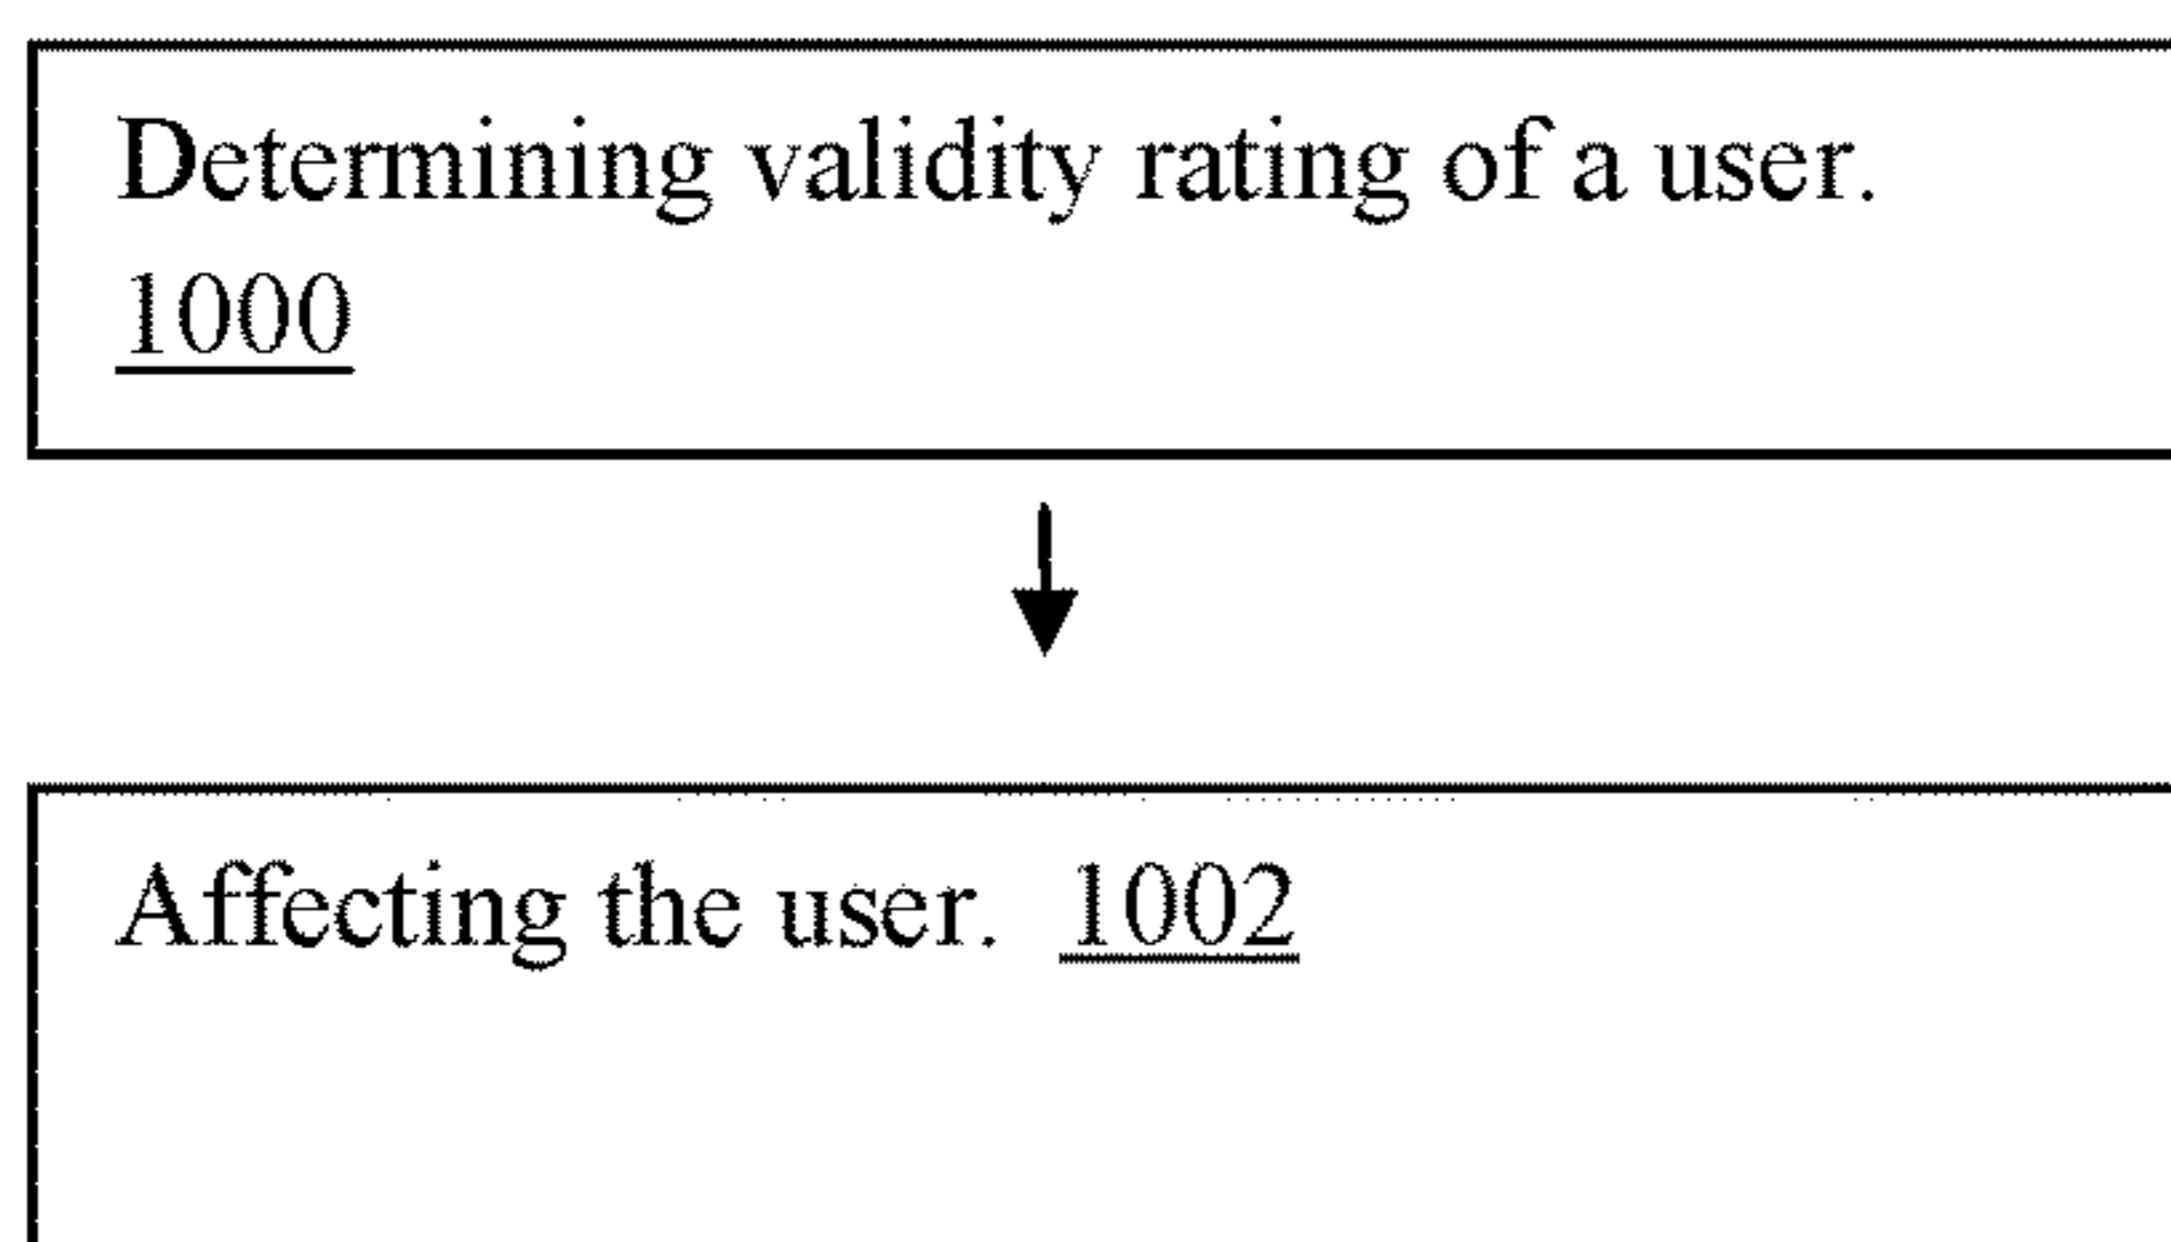 Determining validity rating of a user.
1000
Affecting the user. 1002